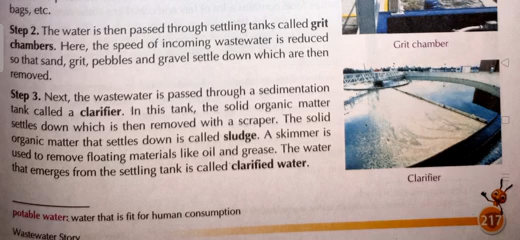 bags, etc.
Step 2. The water is then passed through settling tanks called grit
chambers. Here, the speed of incoming wastewater is reduced
so that sand, grit, pebbles and gravel settle down which are then
removed.
Grit chamber
Step 3. Next, the wastewater is passed through a sedimentation
tank called a clarifier. In this tank, the solid organic matter
settles down which is then removed with a scraper. The solid
organic matter that settles down is called sludge. A skimmer is
used to remove floating materials like oil and grease. The water
that emerges from the settling tank is called clarified water.
Clarifier
potable water: water that is fit for human consumption
217
Wastewater Story